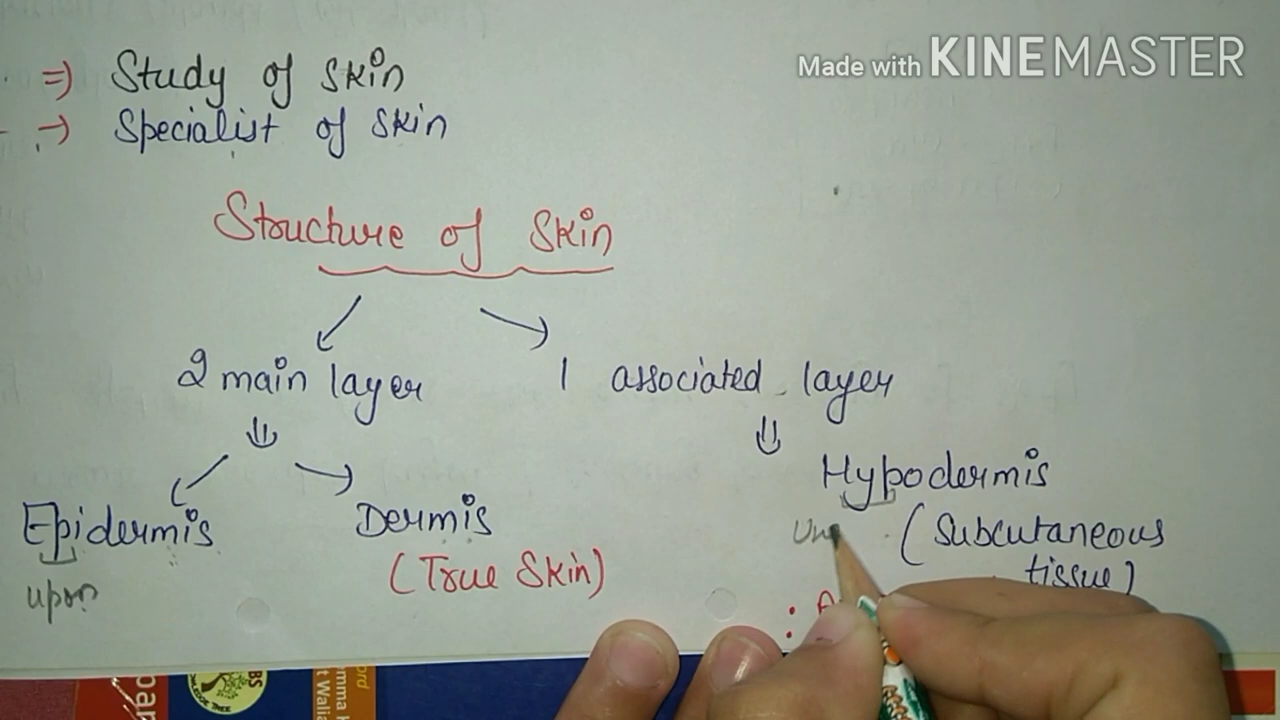 Made with KINEMASTER
=) Study of skin
→ Specialist of skin
Structure of Skin
2 main layer
1 associated layer
Hypodermis
Epidermis
Dermis
(Subcutaneous
tissue)
(True Skin)
upon